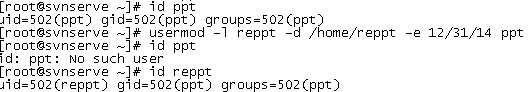 [root@svnserve ~]# id ppt
uid=502(ppt) gid=502(ppt) groups=502(ppt)
[root@svnserve ~]# usermod -l reppt -d /home/reppt -e 12/31/14 ppt
[root@svnserve ~]# id ppt
id: ppt: No such user
[root@svnserve ~]# id reppt
uid=502(reppt) gid=502(ppt) groups=502(ppt)